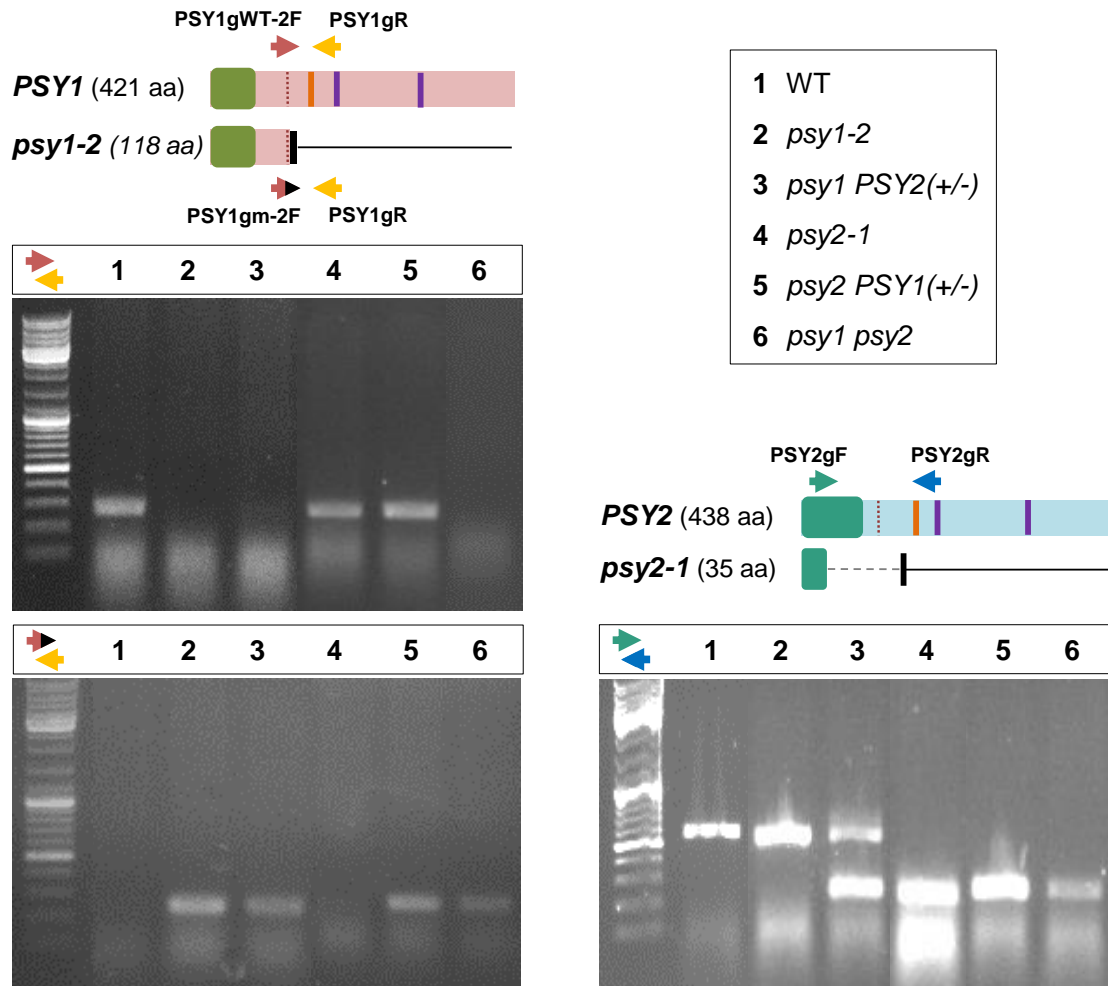 PSY1gWT-2F PSY1gR
PSY1 (421 aa)
psy1-2 (118 aa)
PSY1gm-2F PSY1gR
1 2 3 4 5 6
1 2 3 4 5 6
1 WT
2 psy1-2
3 psy1 PSY2(+/-)
4 psy2-1
5 psy2 PSY1(+/-)
6 psy1 psy2
PSY2gF PSY2gR
PSY2 (438 aa)
psy2-1 (35 aa)
1 2 3 4 5 6